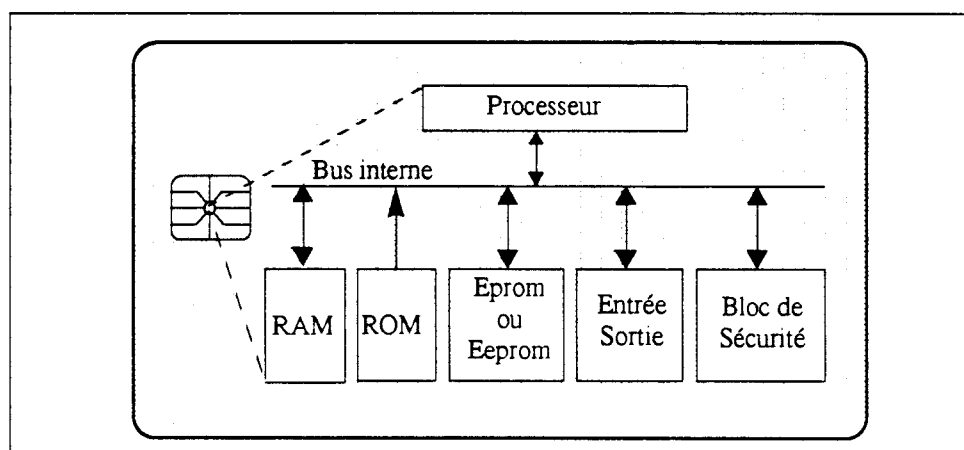 Processeur
Bus interne
RAM
ROM
Eprom
ou
Eeprom
Entrée
Sortie
Bloc de
Sécurité